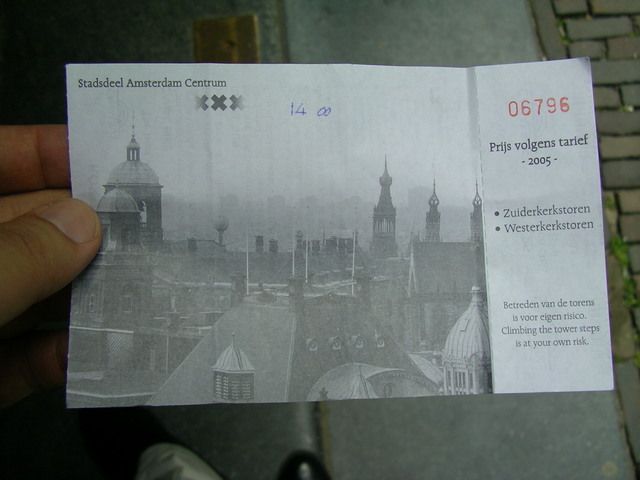 Stadsdeel Amsterdam Centrum
XXX
14 00
06796
Prijs volgens tarief
- 2005 -
• Zuiderkerkstoren
• Westerkerkstoren
Betreden van de torens
is voor eigen risico.
Climbing the tower steps
is at your own risk.